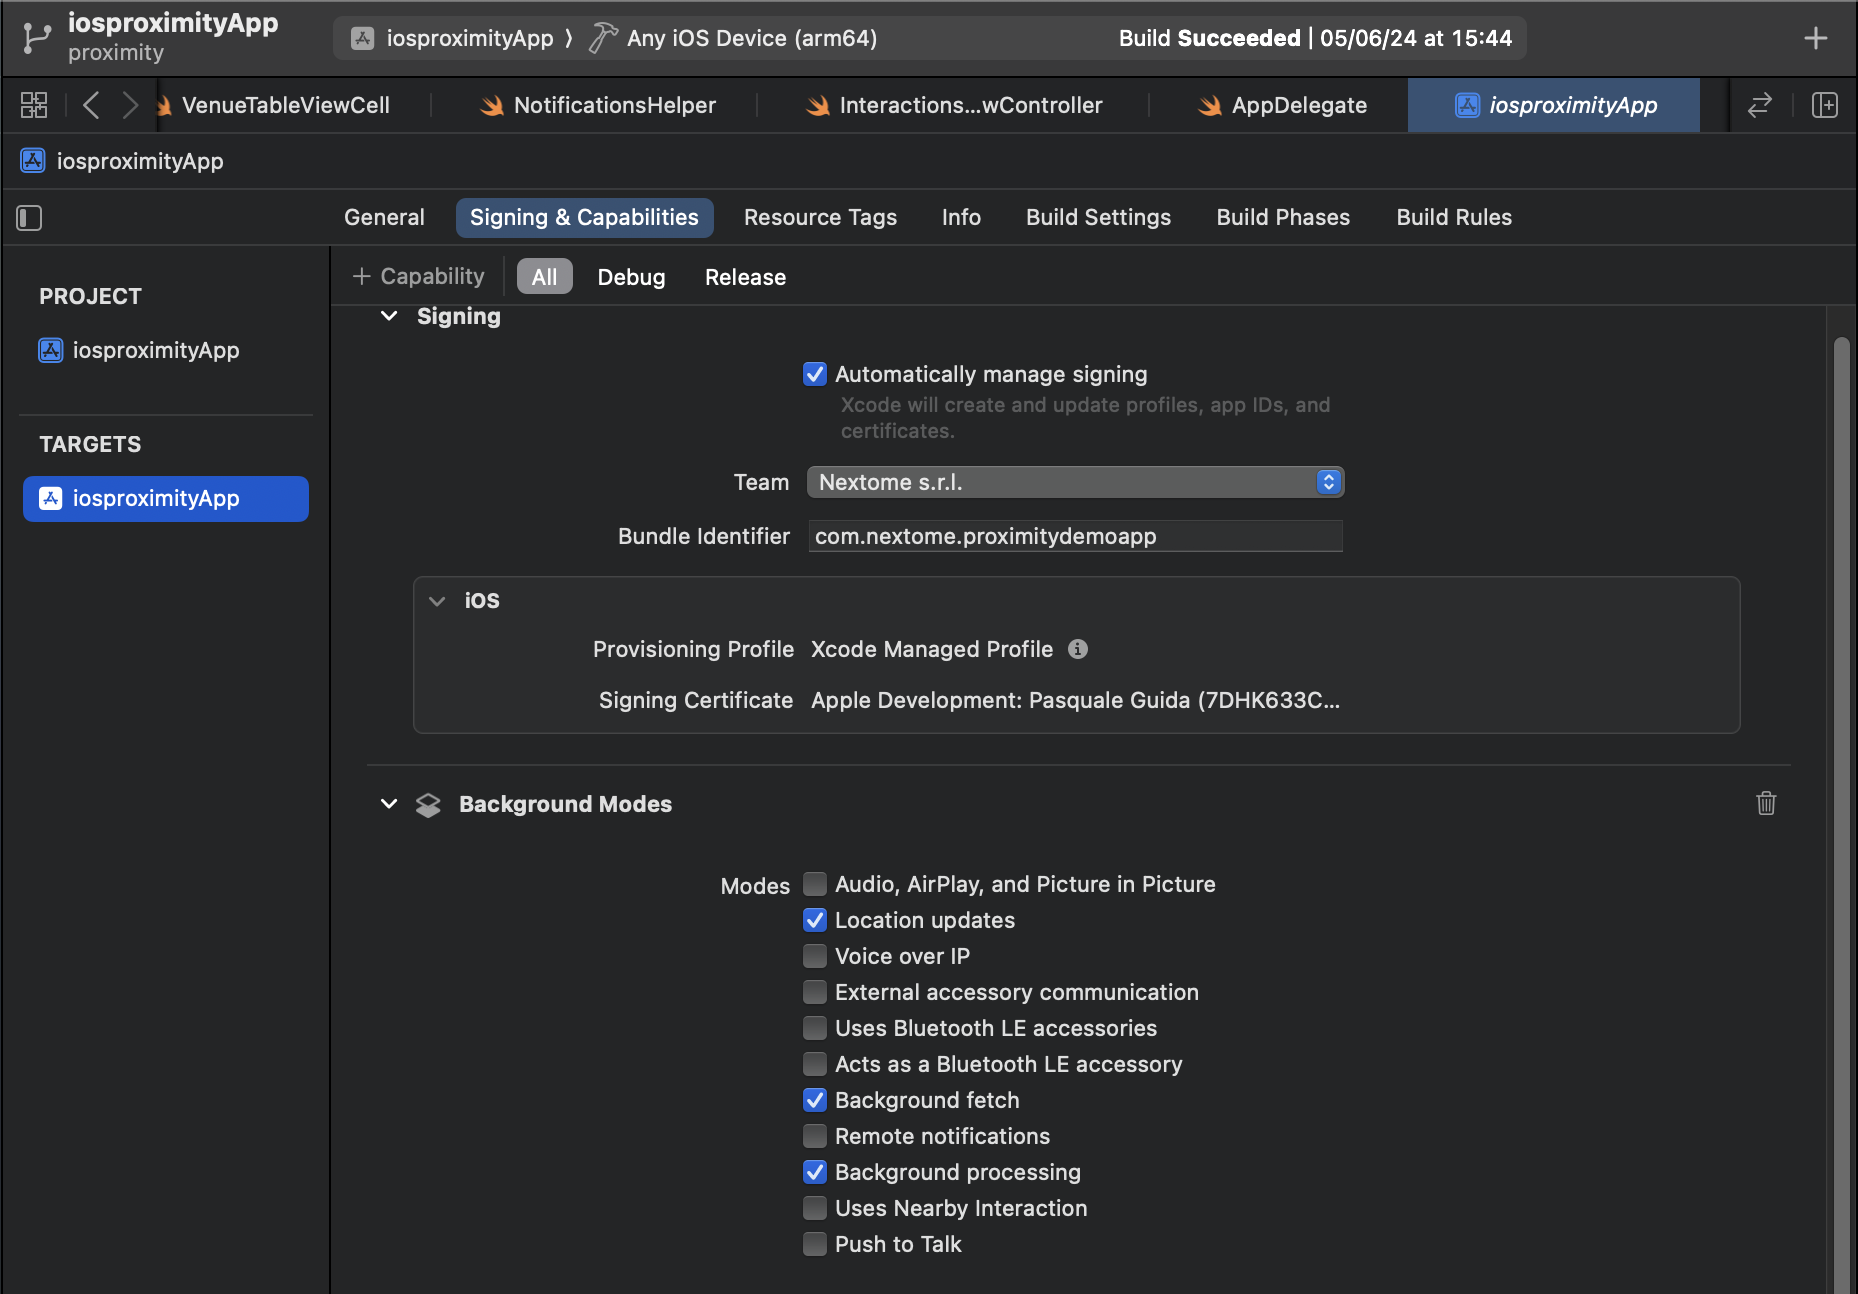 iosproximityApp
proximity
iosproximityApp ⟩ Any iOS Device (arm64)
Build Succeeded | 05/06/24 at 15:44
VenueTableViewCell
NotificationsHelper
Interactions...wController
AppDelegate
iosproximityApp
iosproximityApp
General
Signing & Capabilities
Resource Tags
Info
Build Settings
Build Phases
Build Rules
PROJECT
iosproximityApp
TARGETS
iosproximityApp
+ Capability
All
Debug
Release
Signing
Automatically manage signing
Xcode will create and update profiles, app IDs, and
certificates.
Team Nextome s.r.l.
Bundle Identifier com.nextome.proximitydemoapp
iOS
Provisioning Profile Xcode Managed Profile
Signing Certificate Apple Development: Pasquale Guida (7DHK633C...
Background Modes
Modes Audio, AirPlay, and Picture in Picture
Location updates
Voice over IP
External accessory communication
Uses Bluetooth LE accessories
Acts as a Bluetooth LE accessory
Background fetch
Remote notifications
Background processing
Uses Nearby Interaction
Push to Talk